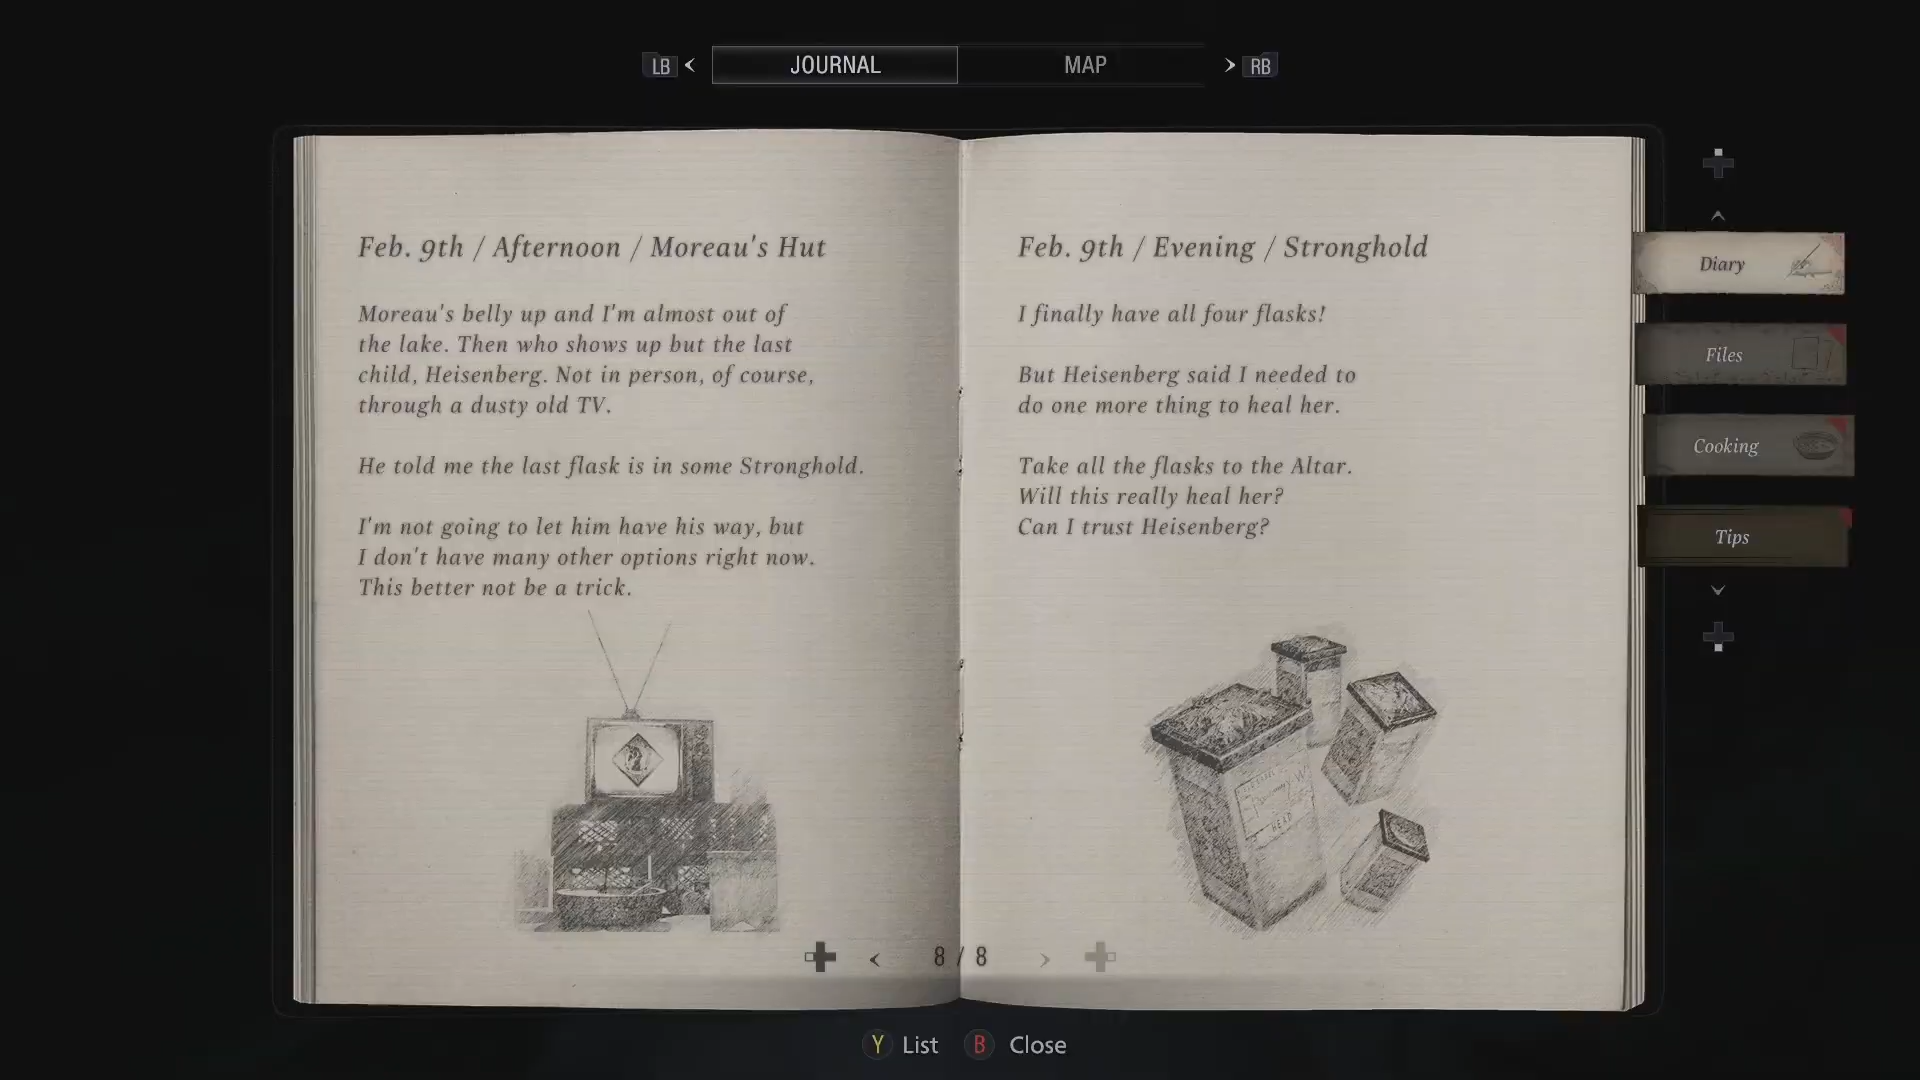 LB
JOURNAL
MAP
RB
Feb. 9th / Afternoon / Moreau's Hut
Moreau's belly up and I'm almost out of
the lake. Then who shows up but the last
child, Heisenberg. Not in person, of course,
through a dusty old TV.
He told me the last flask is in some Stronghold.
I'm not going to let him have his way, but
I don't have many other options right now.
This better not be a trick.
Feb. 9th / Evening / Stronghold
I finally have all four flasks!
But Heisenberg said I needed to
do one more thing to heal her.
Take all the flasks to the Altar.
Will this really heal her?
Can I trust Heisenberg?
HEAD
Diary
Files
Cooking
Tips
8 / 8
Y List
B Close